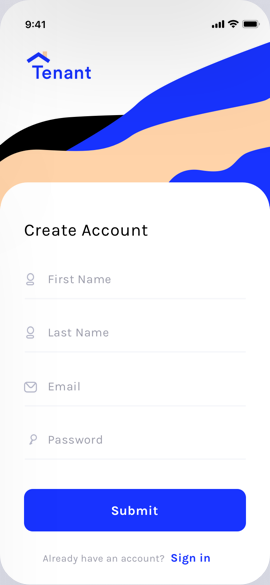 9:41
Tenant
Create Account
First Name
Last Name
Email
Password
Submit
Already have an account? Sign in